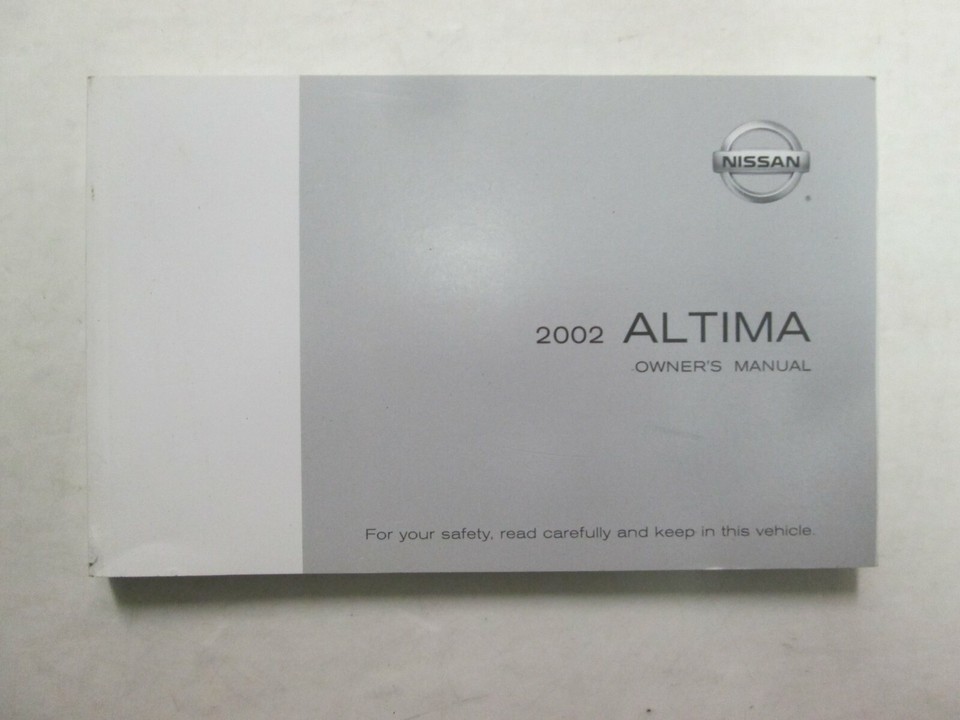 NISSAN
®
2002 ALTIMA
OWNER'S MANUAL
For your safety, read carefully and keep in this vehicle.